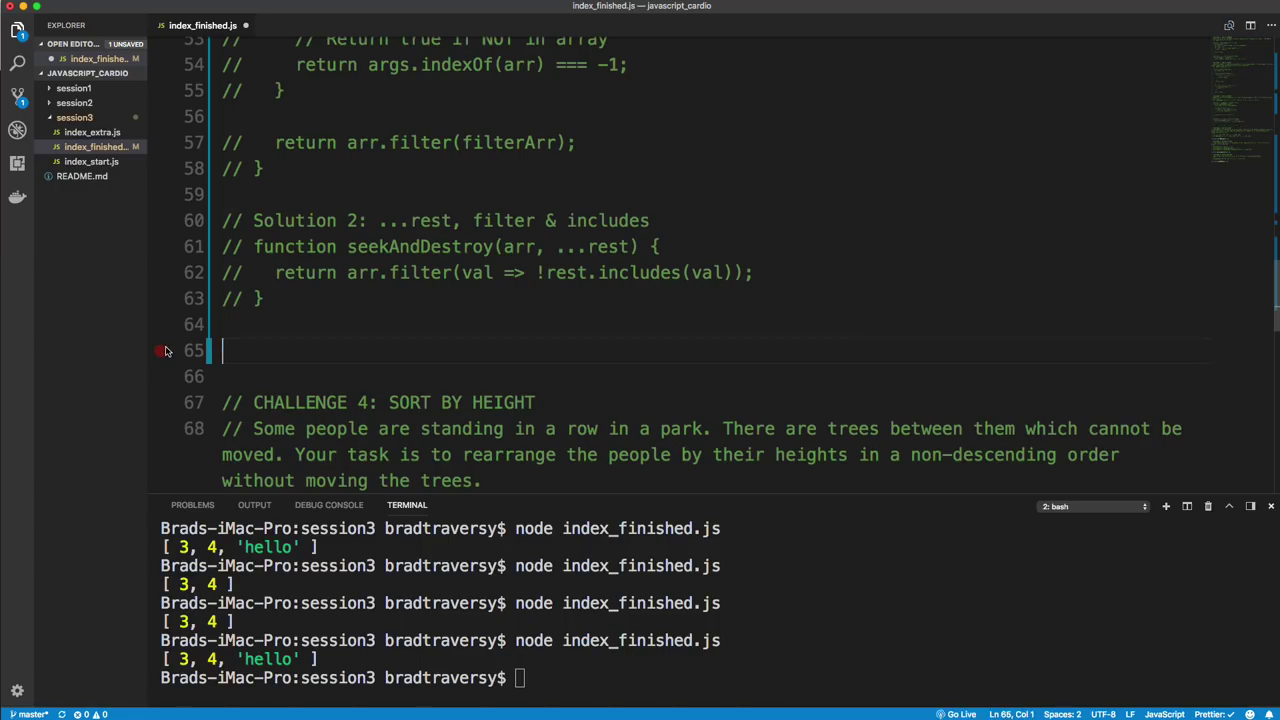 index_finished.js — javascript_cardio
EXPLORER
index_finished.js
OPEN EDITO... 1 UNSAVED
index_finishe... M
JAVASCRIPT_CARDIO
session1
session2
session3
index_extra.js
index_finished... M
index_start.js
README.md
53 // // Return true if NOT in array
54 // return args.indexOf(arr) === -1;
55 // }
56
57 // return arr.filter(filterArr);
58 // }
59
60 // Solution 2: ...rest, filter & includes
61 // function seekAndDestroy(arr, ...rest) {
62 // return arr.filter(val => !rest.includes(val));
63 // }
64
65
66
67 // CHALLENGE 4: SORT BY HEIGHT
68 // Some people are standing in a row in a park. There are trees between them which cannot be
moved. Your task is to rearrange the people by their heights in a non-descending order
without moving the trees.
PROBLEMS OUTPUT DEBUG CONSOLE TERMINAL 2: bash
Brads-iMac-Pro:session3 bradtraversy$ node index_finished.js
[ 3, 4, 'hello' ]
Brads-iMac-Pro:session3 bradtraversy$ node index_finished.js
[ 3, 4 ]
Brads-iMac-Pro:session3 bradtraversy$ node index_finished.js
[ 3, 4 ]
Brads-iMac-Pro:session3 bradtraversy$ node index_finished.js
[ 3, 4, 'hello' ]
Brads-iMac-Pro:session3 bradtraversy$
master* 0 0 Go Live Ln 65, Col 1 Spaces: 2 UTF-8 LF JavaScript Prettier: ✓